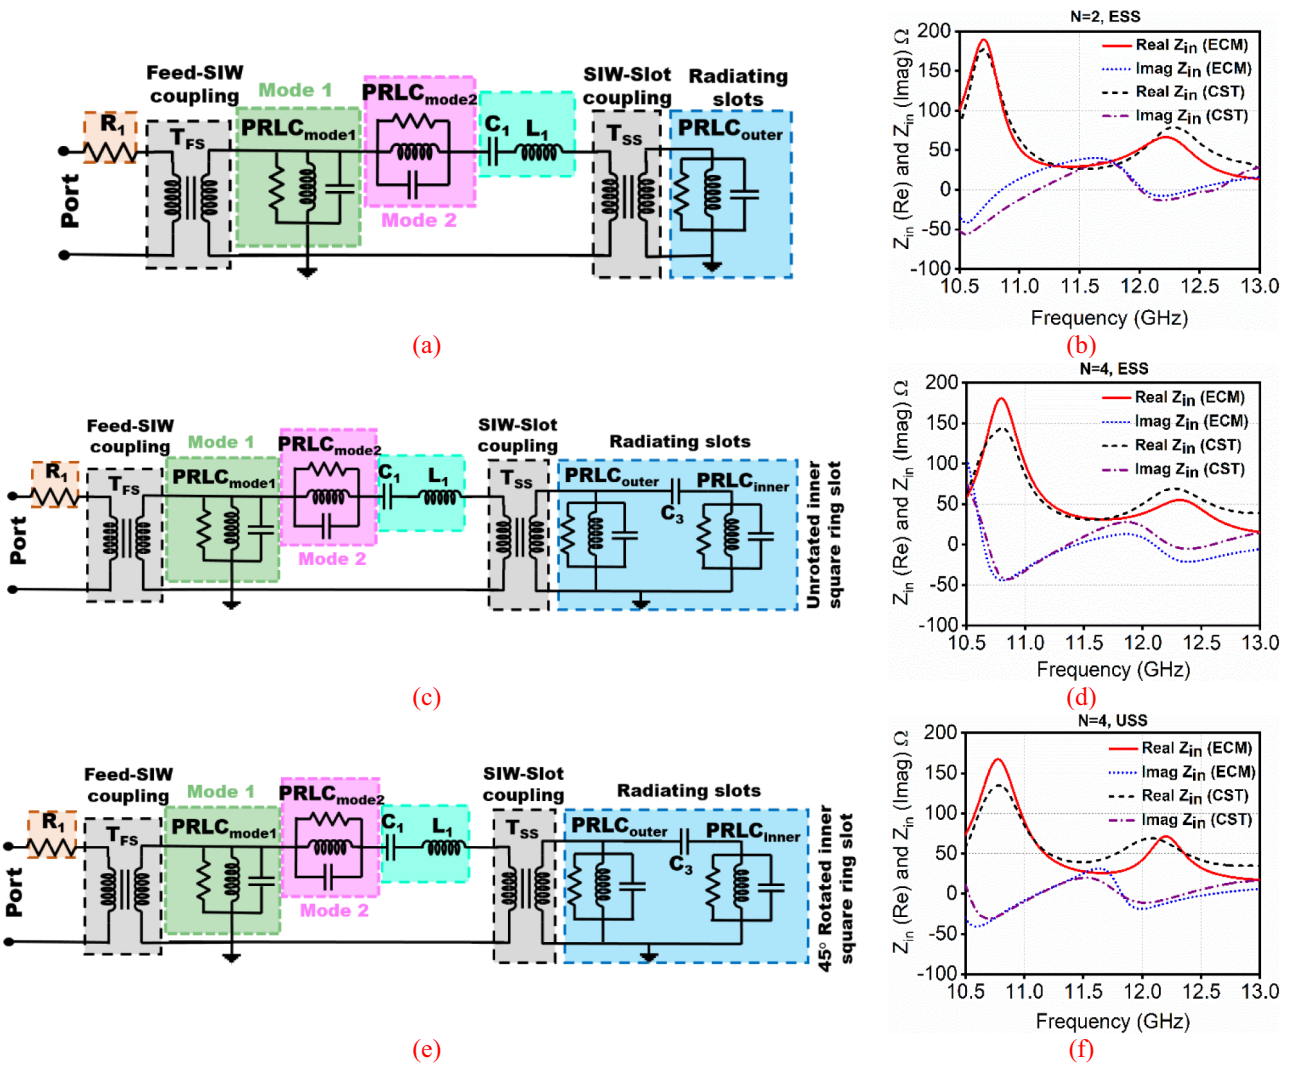 Feed-SIW
coupling
Mode 1
PRLCmode2
SIW-Slot
coupling
Radiating
slots
R1
TFS
PRLCmode1
C1
L1
TSS
PRLCouter
Port
Mode 2
(a)
N=2, ESS
Real Zin (ECM)
Imag Zin (ECM)
Real Zin (CST)
Imag Zin (CST)
Zin (Re) and Zin (Imag) Ω
200
150
100
50
0
-50
-100
10.5 11.0 11.5 12.0 12.5 13.0
Frequency (GHz)
(b)
Feed-SIW
coupling
Mode 1
PRLCmode2
SIW-Slot
coupling
Radiating slots
R1
TFS
PRLCmode1
C1
L1
TSS
PRLCouter
PRLCinner
C3
Port
Mode 2
Unrotated inner
square ring slot
(c)
N=4, ESS
Real Zin (ECM)
Imag Zin (ECM)
Real Zin (CST)
Imag Zin (CST)
Zin (Re) and Zin (Imag) Ω
200
150
100
50
0
-50
-100
10.5 11.0 11.5 12.0 12.5 13.0
Frequency (GHz)
(d)
Feed-SIW
coupling
Mode 1
PRLCmode2
SIW-Slot
coupling
Radiating slots
R1
TFS
PRLCmode1
C1
L1
TSS
PRLCouter
PRLCinner
C3
Port
Mode 2
45° Rotated inner
square ring slot
(e)
N=4, USS
Real Zin (ECM)
Imag Zin (ECM)
Real Zin (CST)
Imag Zin (CST)
Zin (Re) and Zin (Imag) Ω
200
150
100
50
0
-50
-100
10.5 11.0 11.5 12.0 12.5 13.0
Frequency (GHz)
(f)